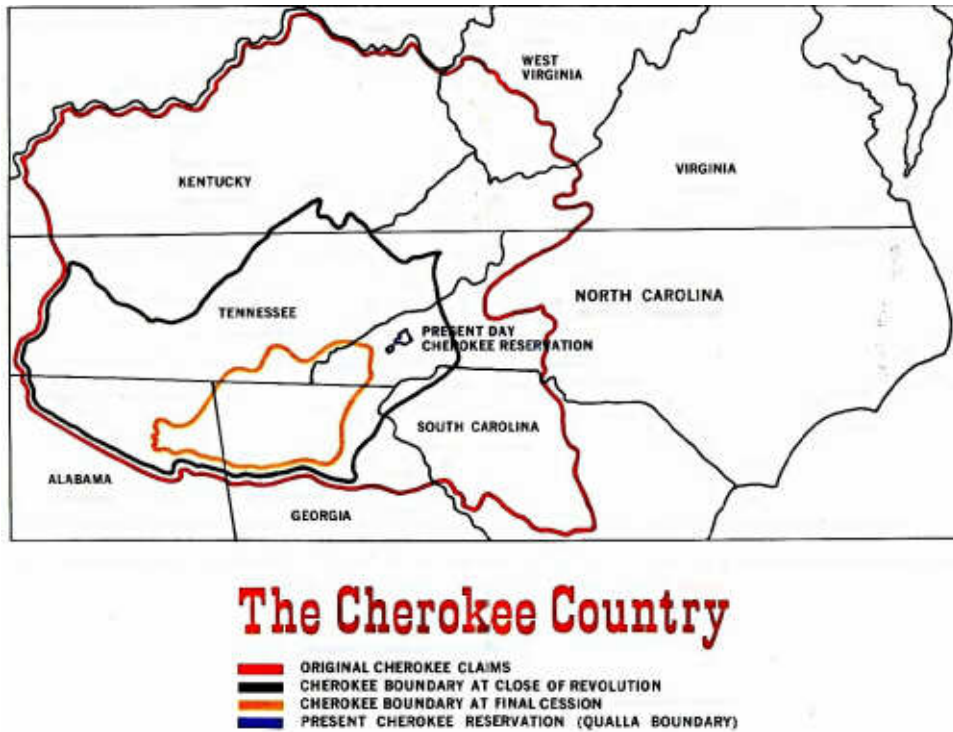 WEST
VIRGINIA
KENTUCKY
VIRGINIA
TENNESSEE
NORTH CAROLINA
PRESENT DAY
CHEROKEE RESERVATION
SOUTH CAROLINA
ALABAMA
GEORGIA
The Cherokee Country
ORIGINAL CHEROKEE CLAIMS
CHEROKEE BOUNDARY AT CLOSE OF REVOLUTION
CHEROKEE BOUNDARY AT FINAL CESSION
PRESENT CHEROKEE RESERVATION (QUALLA BOUNDARY)